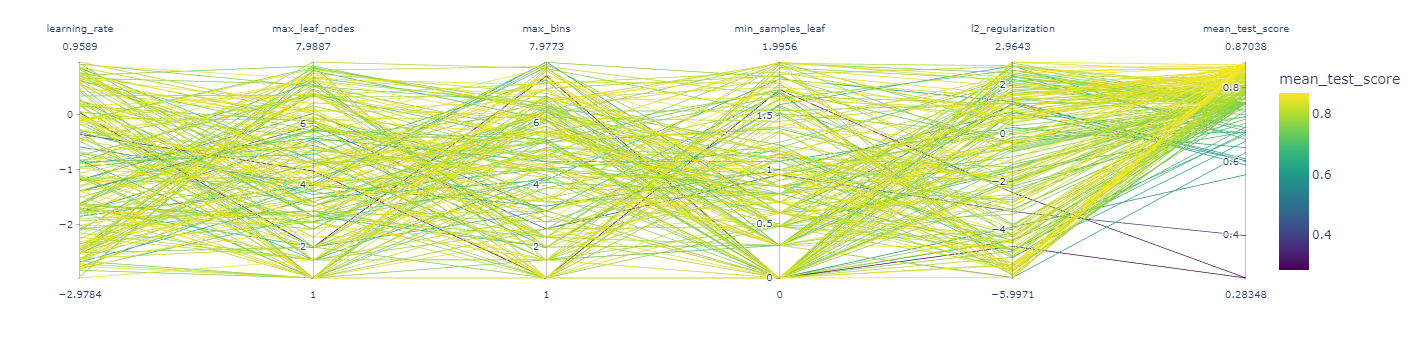 learning_rate max_leaf_nodes max_bins min_samples_leaf l2_regularization mean_test_score
0.9589 7.9887 7.9773 1.9956 2.9643 0.87038
mean_test_score
2 0.8
0.8
0 6 6 1.5 0
0.6
−1 4 4 1 −2 0.6
−2 2 2 0.5 −4 0.4
0.4
0
−2.9784 1 1 0 −5.9971 0.28348